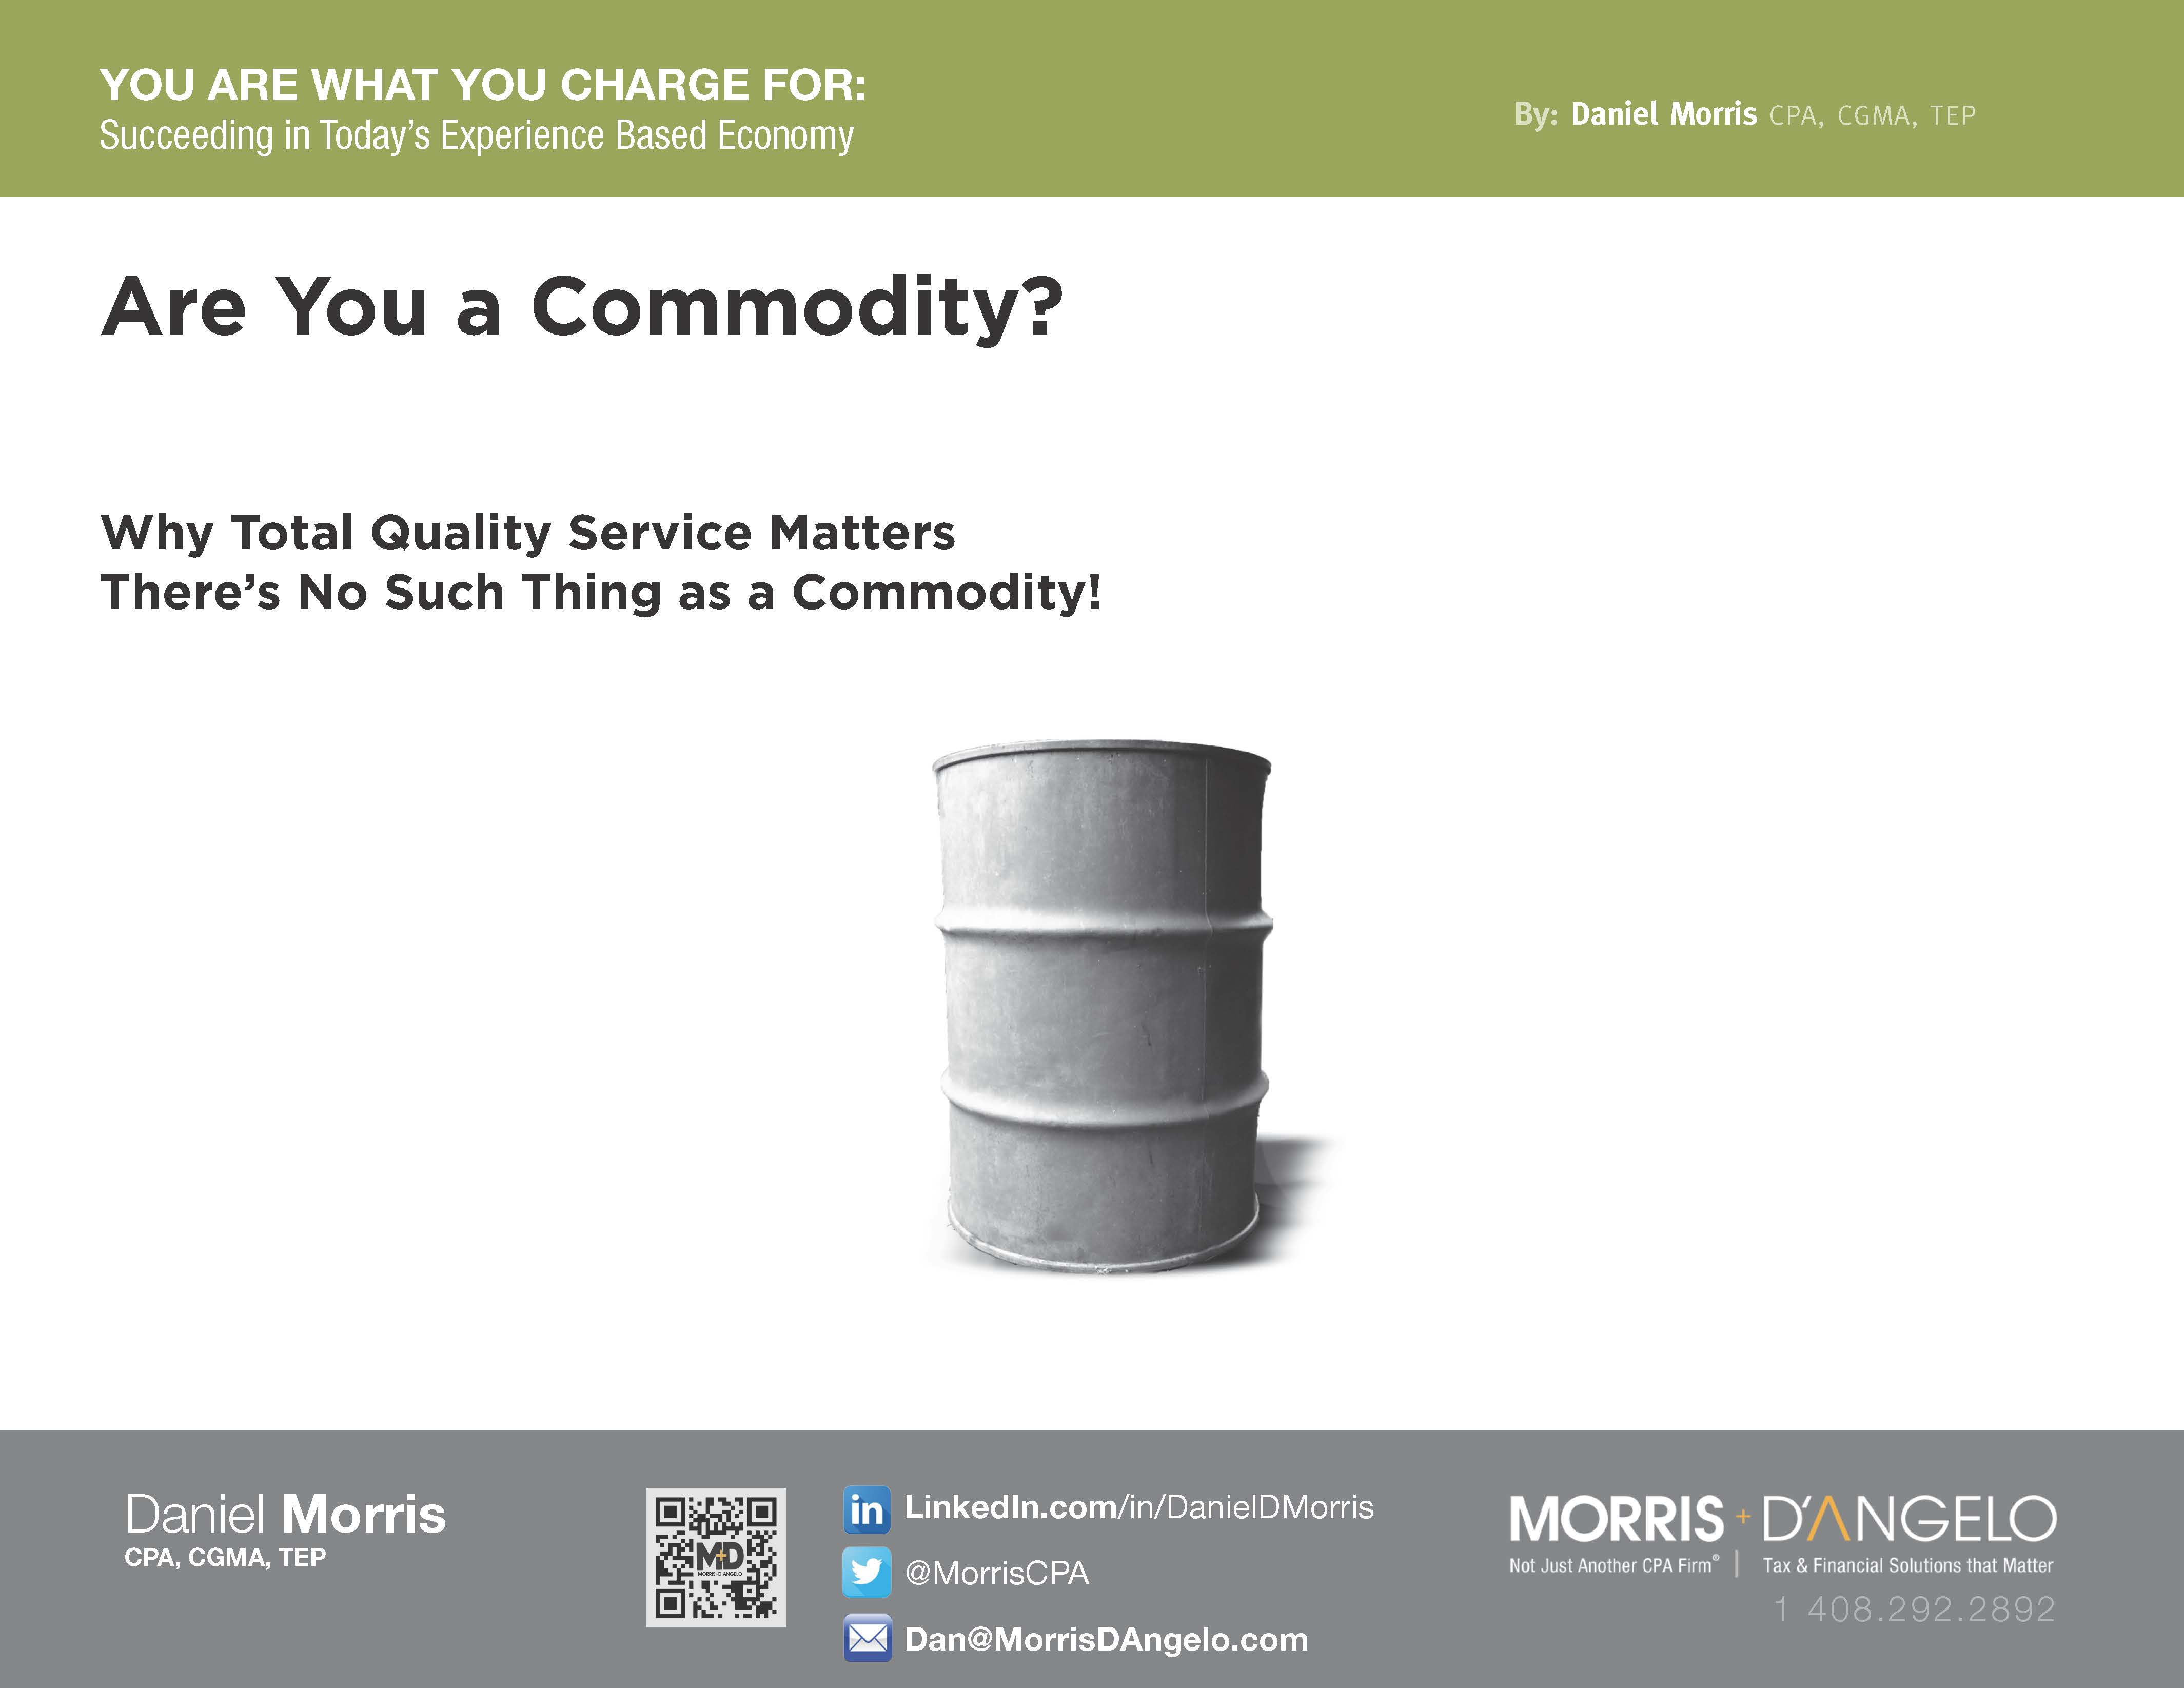 YOU ARE WHAT YOU CHARGE FOR:
Succeeding in Today's Experience Based Economy
By: Daniel Morris CPA, CGMA, TEP
Are You a Commodity?
Why Total Quality Service Matters
There's No Such Thing as a Commodity!
Daniel Morris
CPA, CGMA, TEP
M+D
MORRIS+D'ANGELO
in LinkedIn.com/in/DanielDMorris
@MorrisCPA
Dan@MorrisDAngelo.com
MORRIS + D'ANGELO
Not Just Another CPA Firm® | Tax & Financial Solutions that Matter
1 408.292.2892